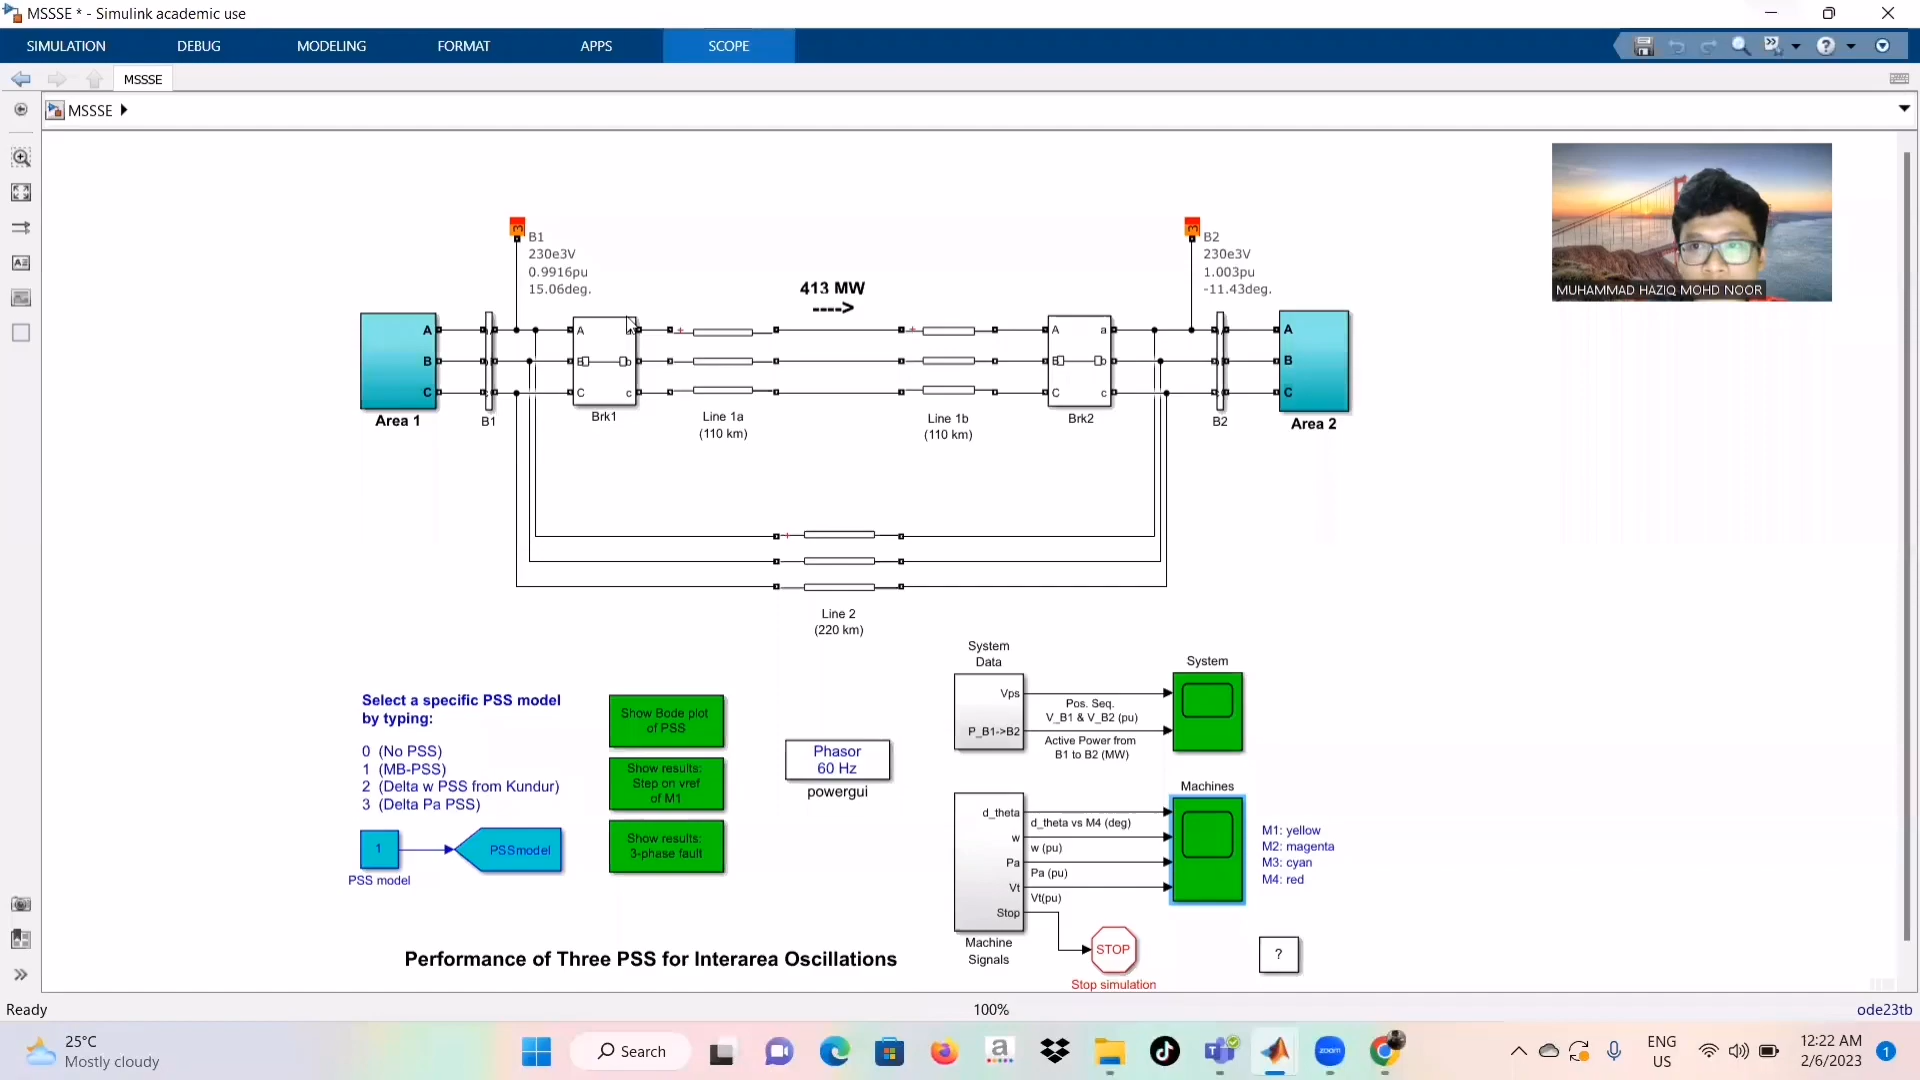 MSSSE * - Simulink academic use
SIMULATION DEBUG MODELING FORMAT APPS SCOPE
MSSSE
MSSSE
B1
230e3V
0.9916pu
15.06deg.
413 MW
---->
B2
230e3V
1.003pu
-11.43deg.
MUHAMMAD HAZIQ MOHD NOOR
A
B
C
Area 1
B1
A
B b
C c
Brk1
Line 1a
(110 km)
Line 1b
(110 km)
A a
B b
C c
Brk2
B2
A
B
C
Area 2
Line 2
(220 km)
Select a specific PSS model
by typing:
0 (No PSS)
1 (MB-PSS)
2 (Delta w PSS from Kundur)
3 (Delta Pa PSS)
1
PSS model
PSSmodel
Show Bode plot
of PSS
Show results:
Step on vref
of M1
Show results:
3-phase fault
Phasor
60 Hz
powergui
System
Data
Vps
P_B1->B2
Pos. Seq.
V_B1 & V_B2 (pu)
Active Power from
B1 to B2 (MW)
System
Machines
d_theta
w
Pa
Vt
Stop
d_theta vs M4 (deg)
w (pu)
Pa (pu)
Vt(pu)
Machine
Signals
M1: yellow
M2: magenta
M3: cyan
M4: red
STOP
Stop simulation
?
Performance of Three PSS for Interarea Oscillations
Ready 100% ode23tb
25°C
Mostly cloudy
Search
zoom
ENG
US
12:22 AM
2/6/2023
1